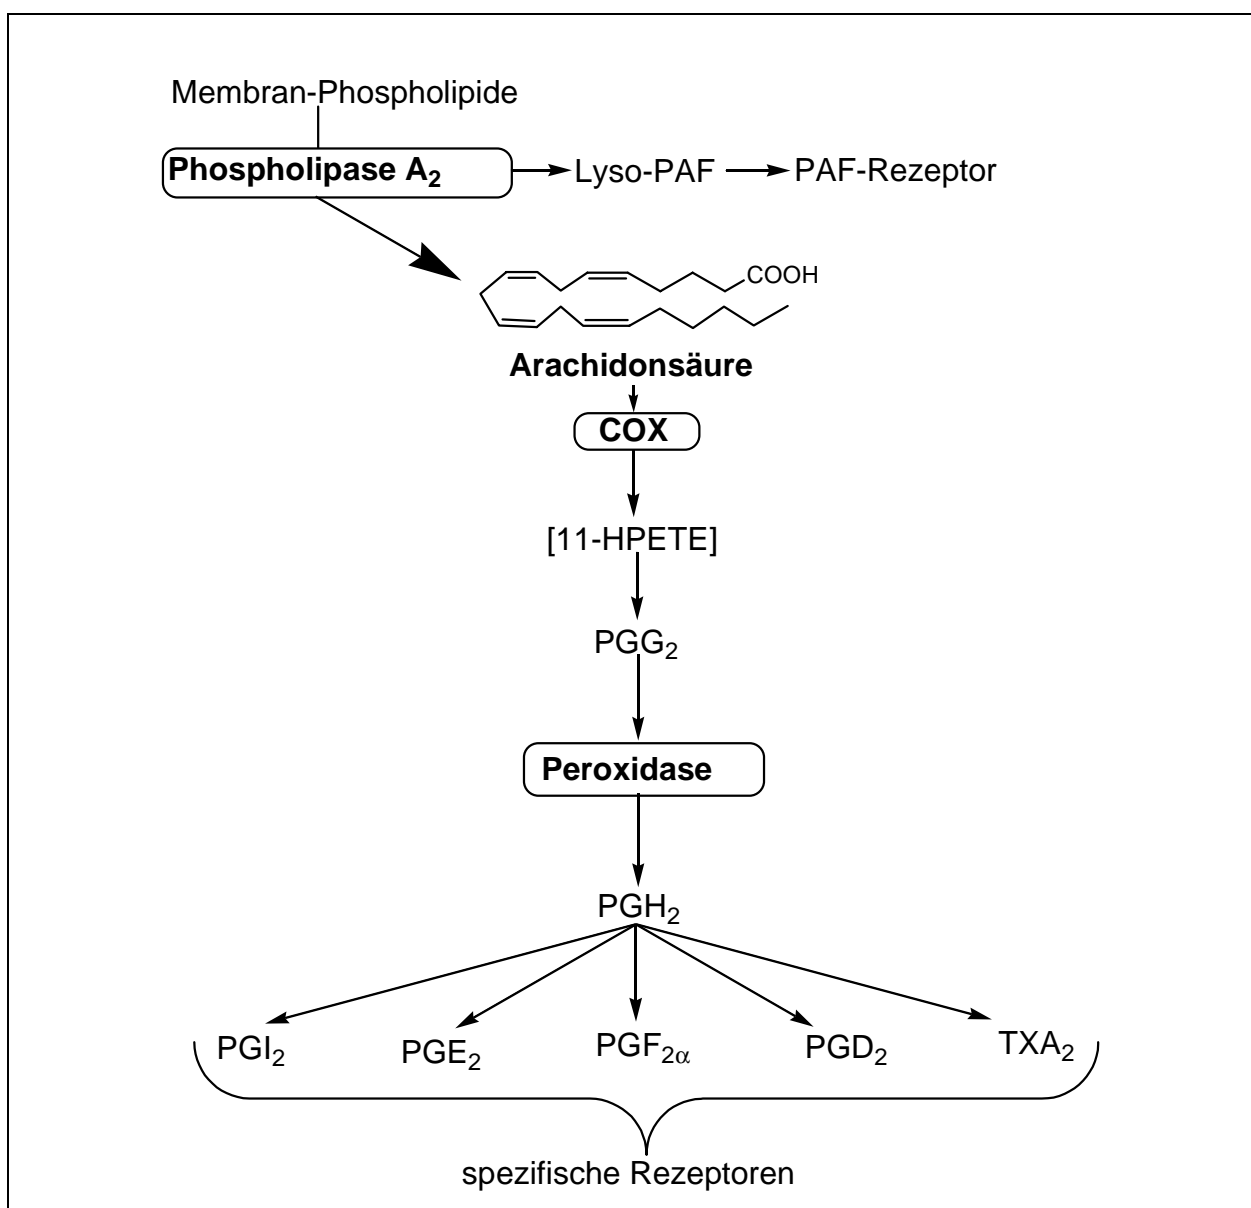 Membran-Phospholipide
Phospholipase A₂ Lyso-PAF PAF-Rezeptor
COOH
Arachidonsäure
COX
[11-HPETE]
PGG₂
Peroxidase
PGH₂
PGI₂ PGE₂ PGF₂α PGD₂ TXA₂
spezifische Rezeptoren